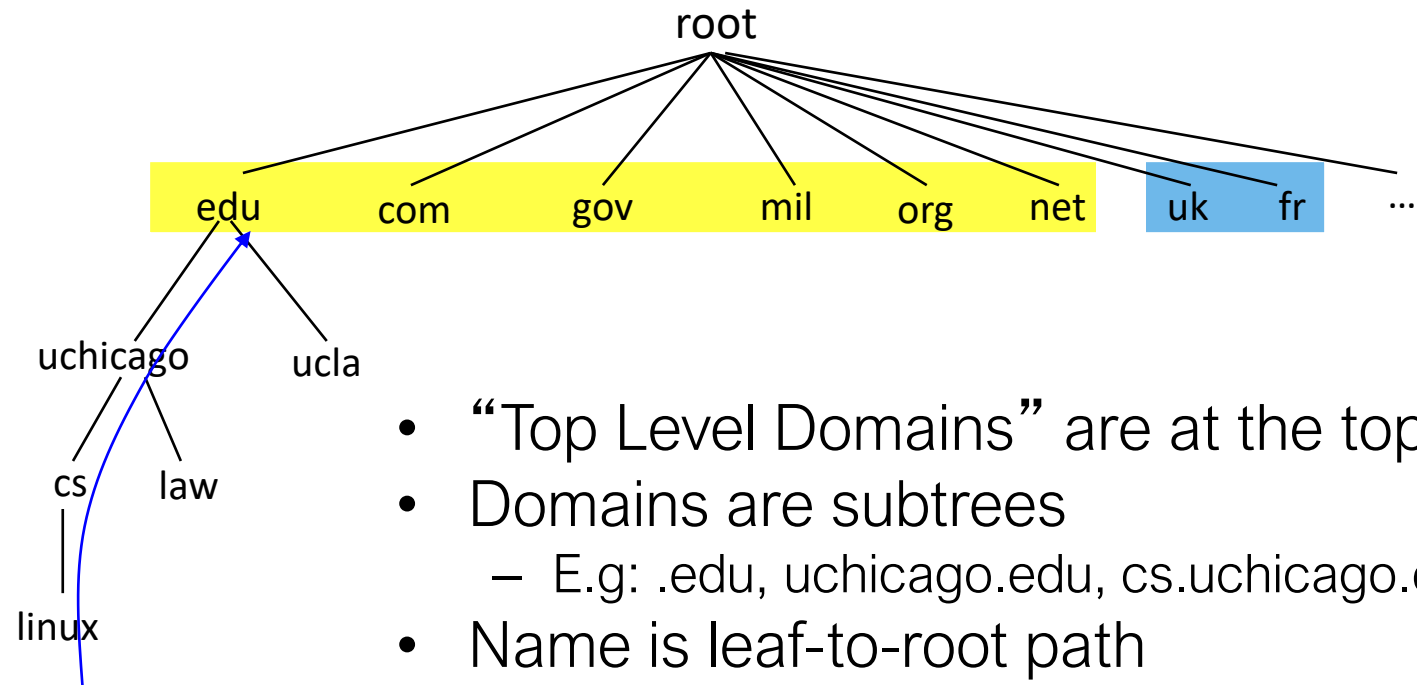 root
edu com gov mil org net uk fr ...
uchicago ucla
• “Top Level Domains” are at the top
• Domains are subtrees
cs law
– E.g: .edu, uchicago.edu, cs.uchicago.
linux
• Name is leaf-to-root path